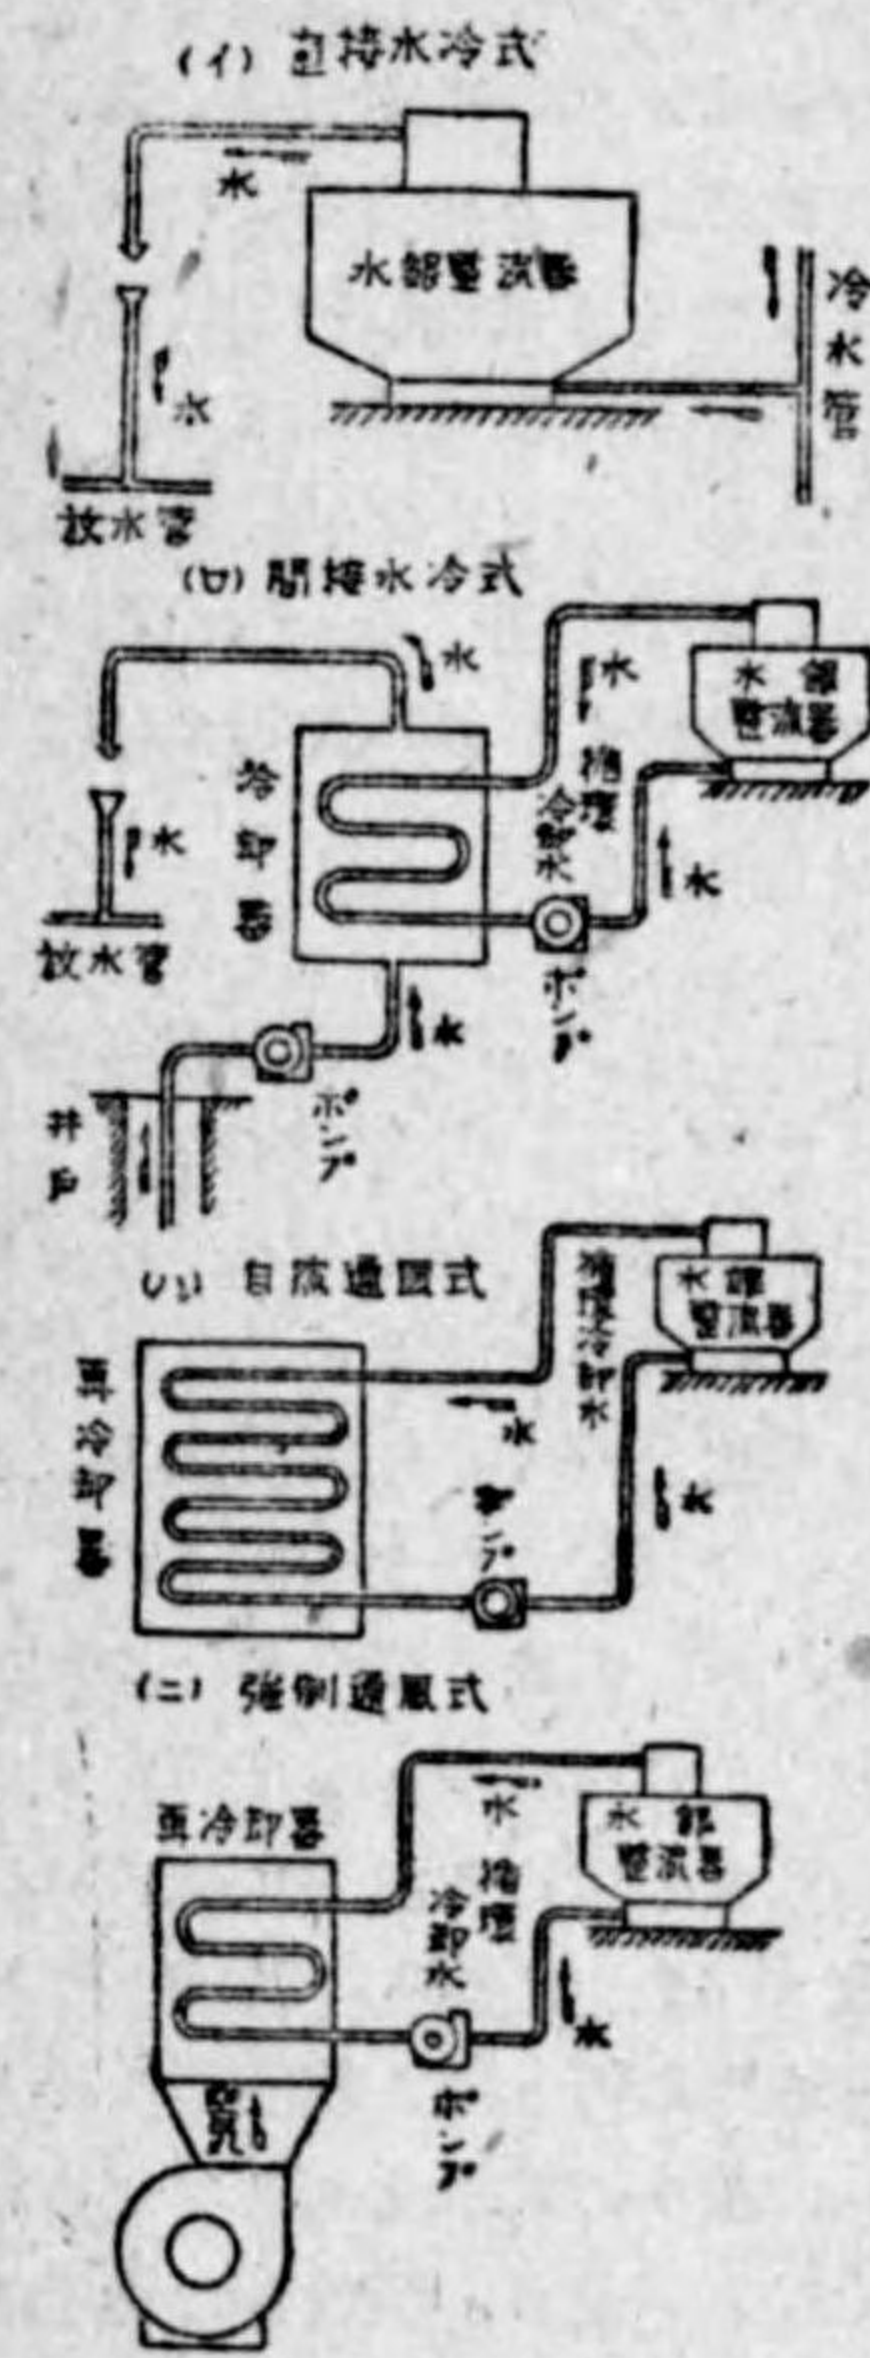 (イ) 直接水冷式
水
水銀整流器
冷水管
水
放水管
(ロ) 間接水冷式
水
水
水銀
整流器
冷却器
循環
冷却水
水
水
放水管
ポンプ
水
ポンプ
井戸
(ハ) 自然通風式
水銀
整流器
循環冷却水
再冷却器
水
ポンプ
水
(ニ) 強制通風式
水
水銀
整流器
再冷却器
循環
冷却水
水
ポンプ